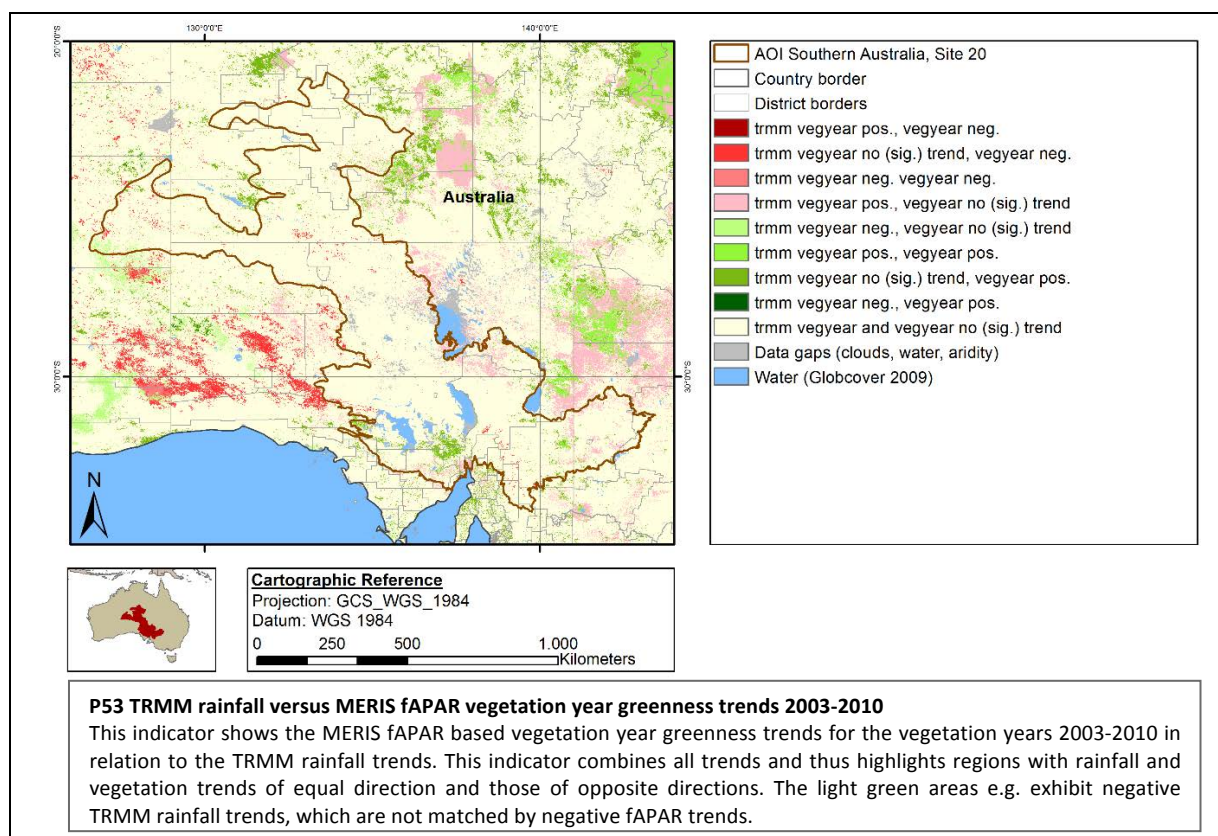 130°0'0"E
140°0'0"E
20°0'0"S
20°0'0"S
Australia
30°0'0"S
30°0'0"S
N
AOI Southern Australia, Site 20
Country border
District borders
trmm vegyear pos., vegyear neg.
trmm vegyear no (sig.) trend, vegyear neg.
trmm vegyear neg. vegyear neg.
trmm vegyear pos., vegyear no (sig.) trend
trmm vegyear neg., vegyear no (sig.) trend
trmm vegyear pos., vegyear pos.
trmm vegyear no (sig.) trend, vegyear pos.
trmm vegyear neg., vegyear pos.
trmm vegyear and vegyear no (sig.) trend
Data gaps (clouds, water, aridity)
Water (Globcover 2009)
Cartographic Reference
Projection: GCS_WGS_1984
Datum: WGS 1984
0 250 500 1.000
Kilometers
P53 TRMM rainfall versus MERIS fAPAR vegetation year greenness trends 2003-2010
This indicator shows the MERIS fAPAR based vegetation year greenness trends for the vegetation years 2003-2010 in
relation to the TRMM rainfall trends. This indicator combines all trends and thus highlights regions with rainfall and
vegetation trends of equal direction and those of opposite directions. The light green areas e.g. exhibit negative
TRMM rainfall trends, which are not matched by negative fAPAR trends.